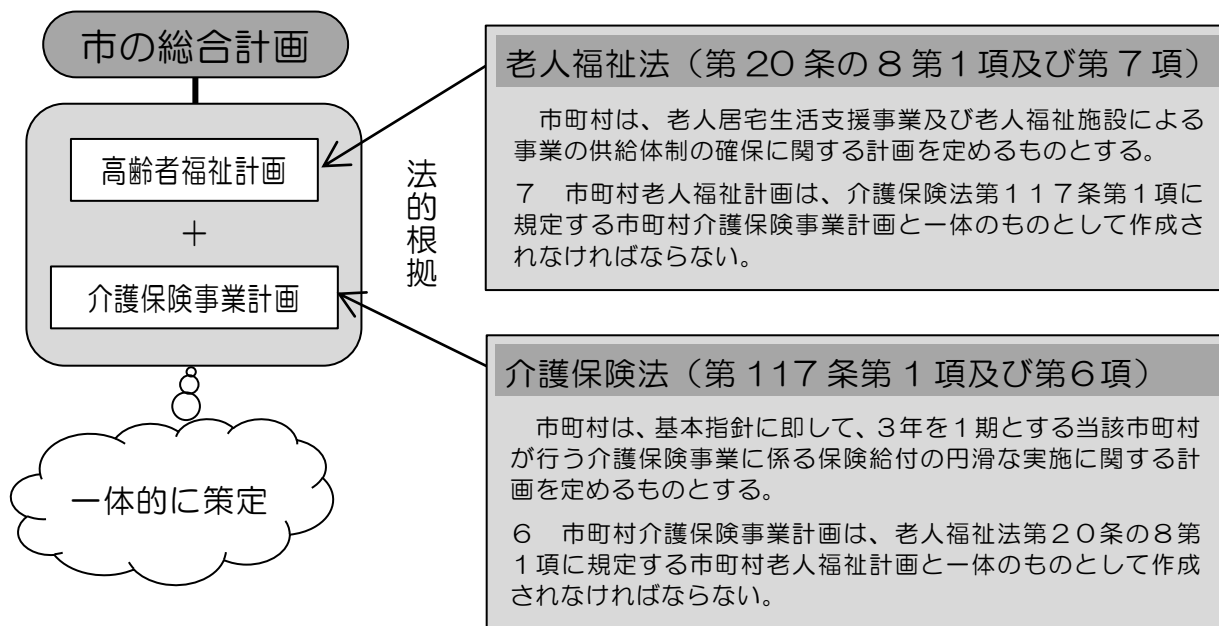 市の総合計画
高齢者福祉計画
+
介護保険事業計画
一体的に策定
法的根拠
老人福祉法（第20条の8第1項及び第7項）
市町村は、老人居宅生活支援事業及び老人福祉施設による
事業の供給体制の確保に関する計画を定めるものとする。
7　市町村老人福祉計画は、介護保険法第117条第1項に
規定する市町村介護保険事業計画と一体のものとして作成さ
れなければならない。
介護保険法（第117条第1項及び第6項）
市町村は、基本指針に即して、3年を1期とする当該市町村
が行う介護保険事業に係る保険給付の円滑な実施に関する計
画を定めるものとする。
6　市町村介護保険事業計画は、老人福祉法第20条の8第
1項に規定する市町村老人福祉計画と一体のものとして作成
されなければならない。